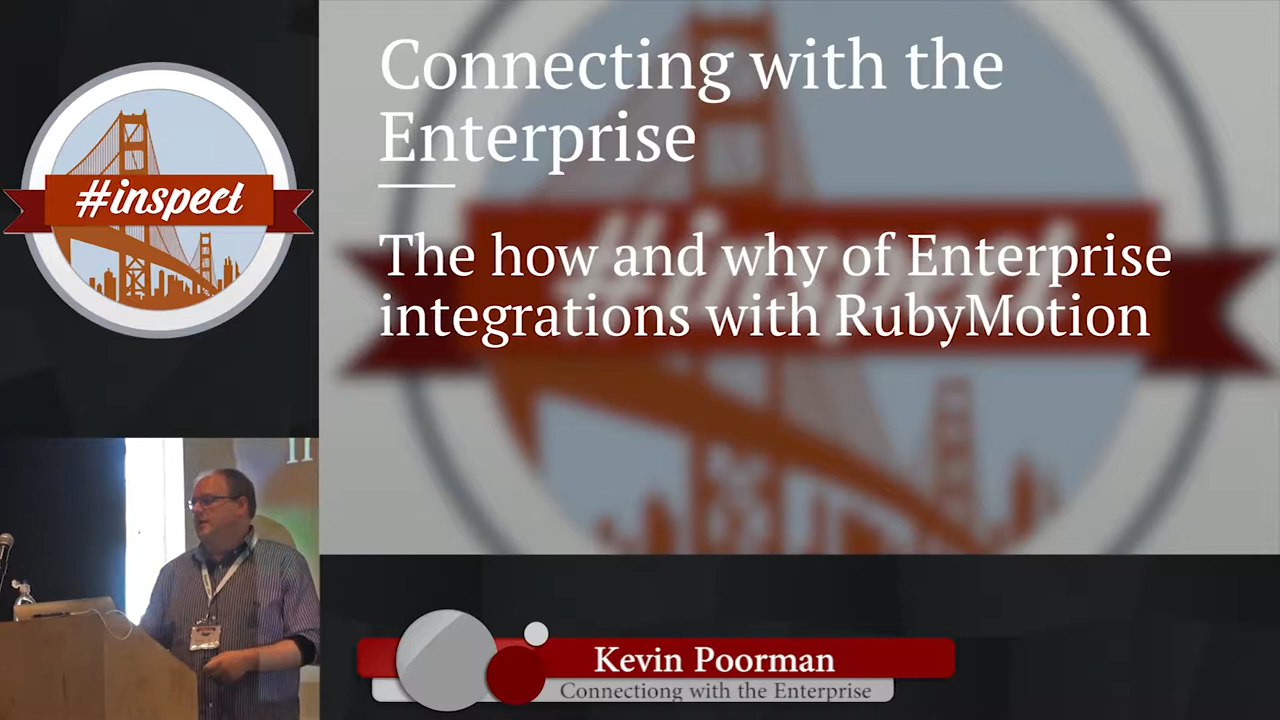 Connecting with the
Enterprise
#inspect
The how and why of Enterprise
integrations with RubyMotion
Kevin Poorman
Connectiong with the Enterprise